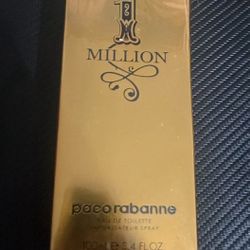 1
MILLION
paco rabanne
EAU DE TOILETTE
VAPORISATEUR SPRAY
100ml e 3.4 FL.OZ.